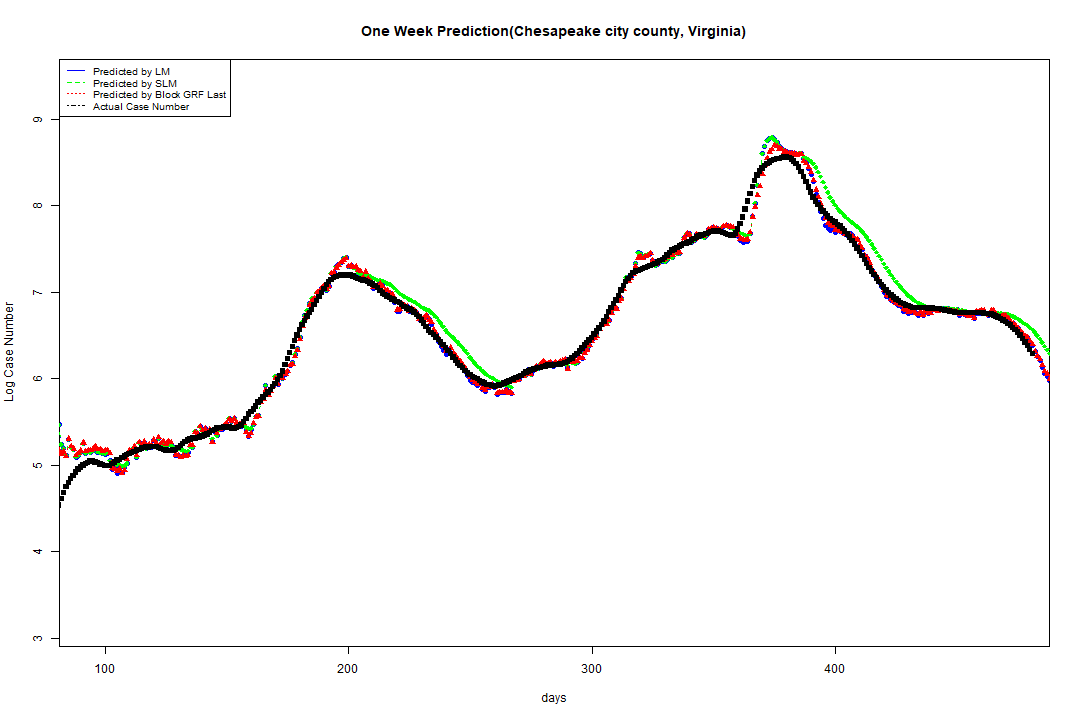 One Week Prediction(Chesapeake city county, Virginia)
Predicted by LM
Predicted by SLM
Predicted by Block GRF Last
Actual Case Number
9
8
7
6
5
4
3
Log Case Number
100 200 300 400
days